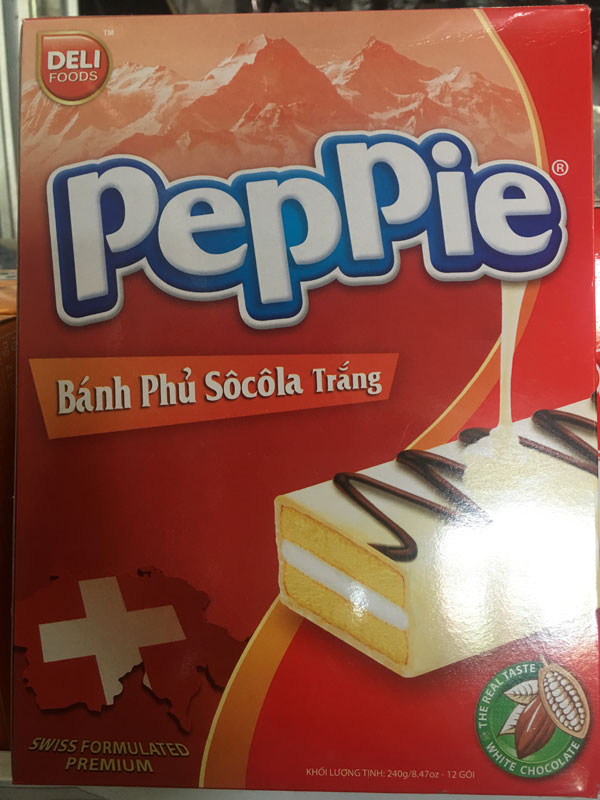 DELI
FOODS
TM
PepPie
®
Bánh Phủ Sôcôla Trắng
THE REAL TASTE
WHITE CHOCOLATE
SWISS FORMULATED
PREMIUM
KHỐI LƯỢNG TỊNH: 240g/8.47oz - 12 GÓI